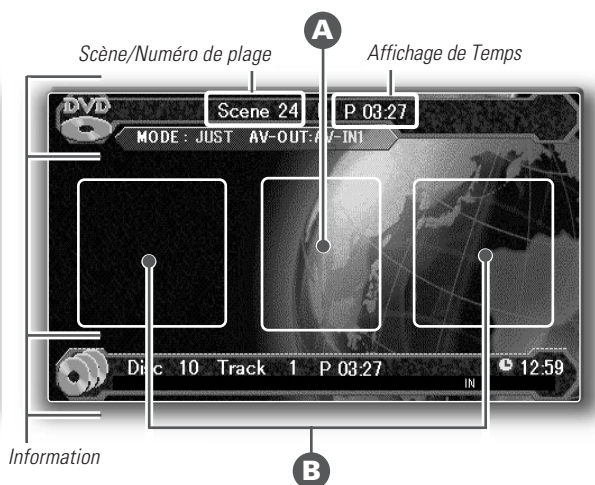 A
Scène/Numéro de plage
Affichage de Temps
DVD
Scene 24 P 03:27
MODE : JUST AV-OUT:AV-IN1
Disc 10 Track 1 P 03:27 12:59
IN
Information
B